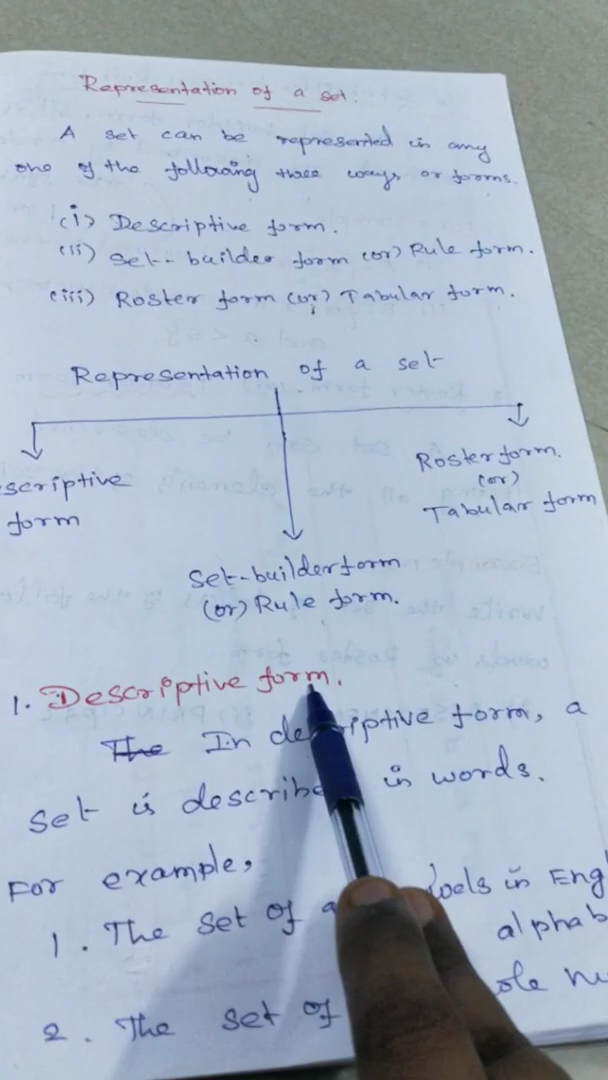 Representation of a set.
A set can be represented in any
one of the following three ways or forms.
(i) Descriptive form.
(ii) Set-builder form (or) Rule form.
(iii) Roster form (or) Tabular form.
Representation of a set
scriptive
form
Roster form.
(or)
Tabular form
Set-builder form
(or) Rule form.
1. Descriptive form.
The In de iptive form, a
set is describe in words.
For example,
1. The set of a in Eng
alphab
2. The set of